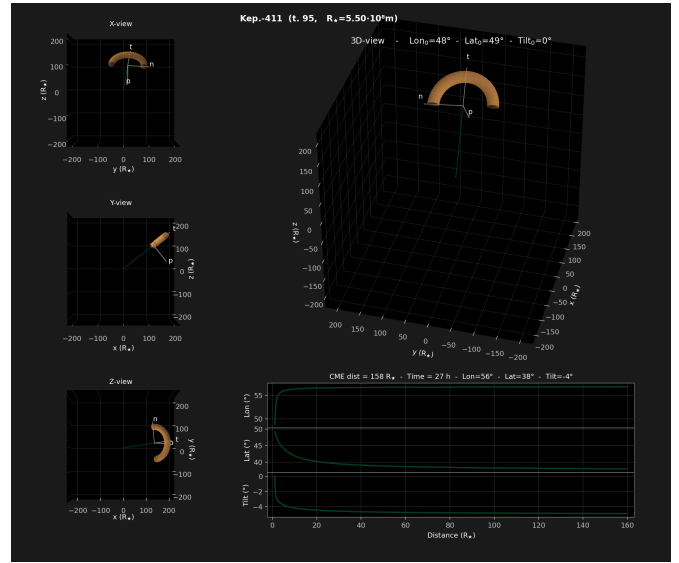 Kep.-411 (t. 95, R★=5.50·10⁸m)
X-view
t
n
p
200
100
0
−100
−200
z (R★)
−200 −100 0 100 200
y (R★)
3D-view - Lon₀=48° - Lat₀=49° - Tilt₀=0°
t
n
p
200
150
100
50
0
−50
−100
−150
−200
z (R★)
200 150 100 50 0 −50 −100 −150 −200
y (R★)
200
150
100
50
0
−50
−100
−150
−200
x (R★)
Y-view
t
p
200
100
0
−100
−200
z (R★)
−200 −100 0 100 200
x (R★)
Z-view
n
t
200
100
0
−100
−200
y (R★)
−200 −100 0 100 200
x (R★)
CME dist = 158 R★ - Time = 27 h - Lon=56° - Lat=38° - Tilt=-4°
Lon (°)
55
50
Lat (°)
50
45
40
Tilt (°)
0
−2
−4
0 20 40 60 80 100 120 140 160
Distance (R★)